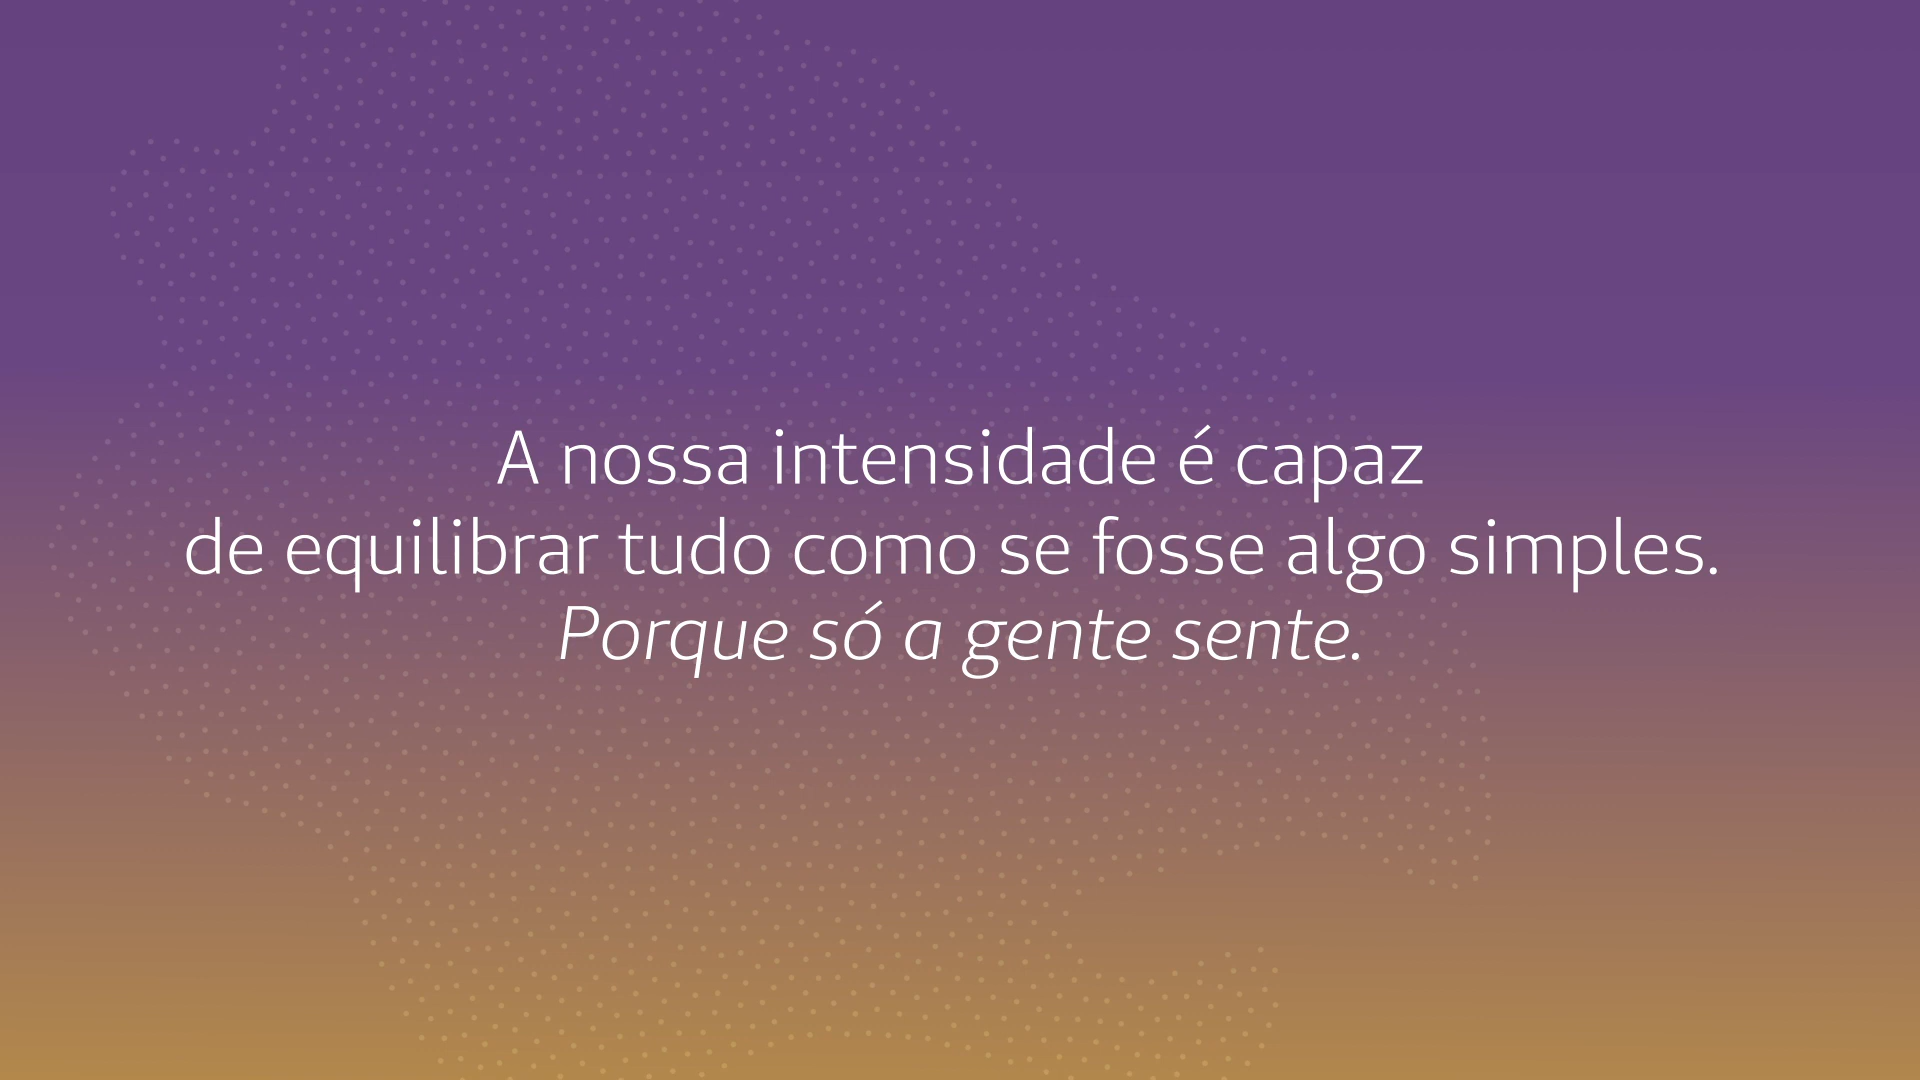 A nossa intensidade é capaz
de equilibrar tudo como se fosse algo simples.
Porque só a gente sente.